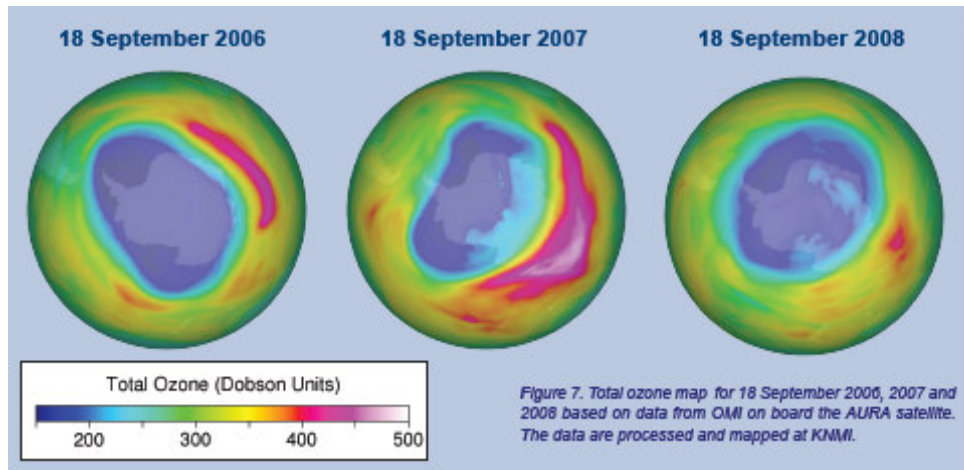 18 September 2006
18 September 2007
18 September 2008
Total Ozone (Dobson Units)
200 300 400 500
Figure 7. Total ozone map for 18 September 2006, 2007 and
2008 based on data from OMI on board the AURA satellite.
The data are processed and mapped at KNMI.